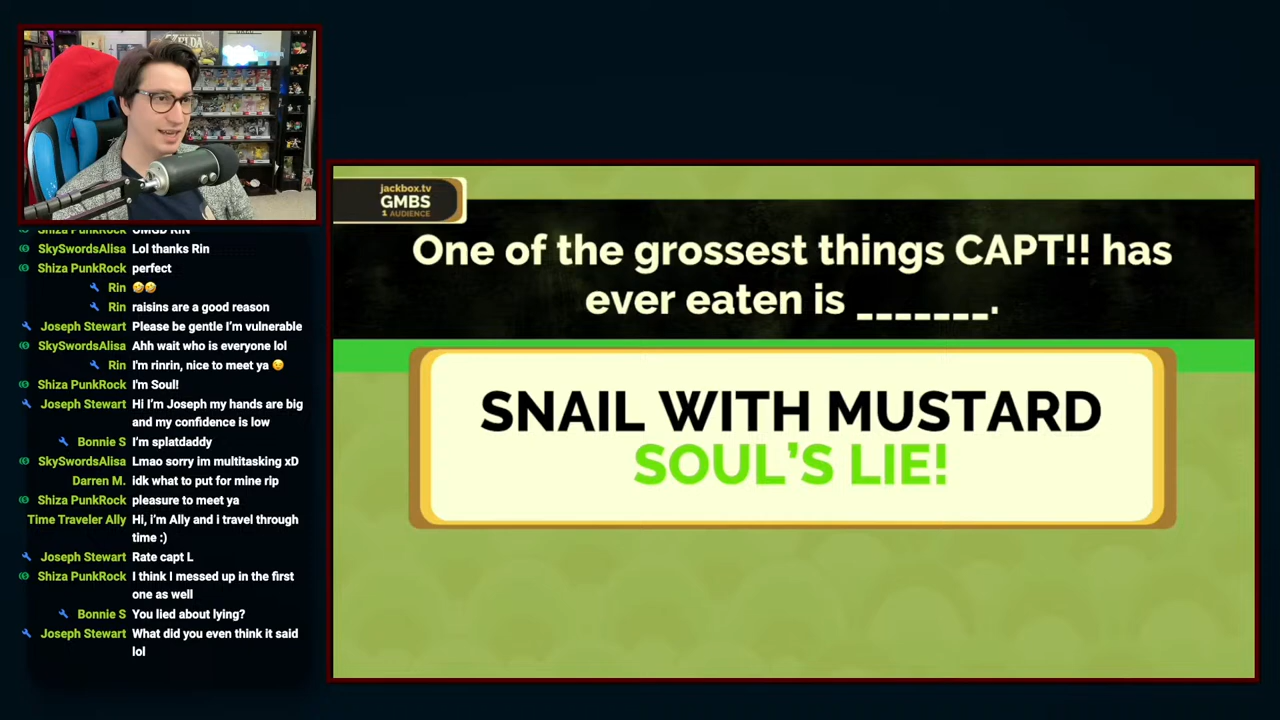 ZELDA
Shiza PunkRock OMGD RIN
SkySwordsAlisa Lol thanks Rin
Shiza PunkRock perfect
Rin 🤣🤣
Rin raisins are a good reason
Joseph Stewart Please be gentle I’m vulnerable
SkySwordsAlisa Ahh wait who is everyone lol
Rin I'm rinrin, nice to meet ya 😉
Shiza PunkRock I'm Soul!
Joseph Stewart Hi I’m Joseph my hands are big
and my confidence is low
Bonnie S I’m splatdaddy
SkySwordsAlisa Lmao sorry im multitasking xD
Darren M. idk what to put for mine rip
Shiza PunkRock pleasure to meet ya
Time Traveler Ally Hi, i’m Ally and i travel through
time :)
Joseph Stewart Rate capt L
Shiza PunkRock I think I messed up in the first
one as well
Bonnie S You lied about lying?
Joseph Stewart What did you even think it said
lol
jackbox.tv
GMBS
1 AUDIENCE
One of the grossest things CAPT!! has
ever eaten is _______.
SNAIL WITH MUSTARD
SOUL’S LIE!